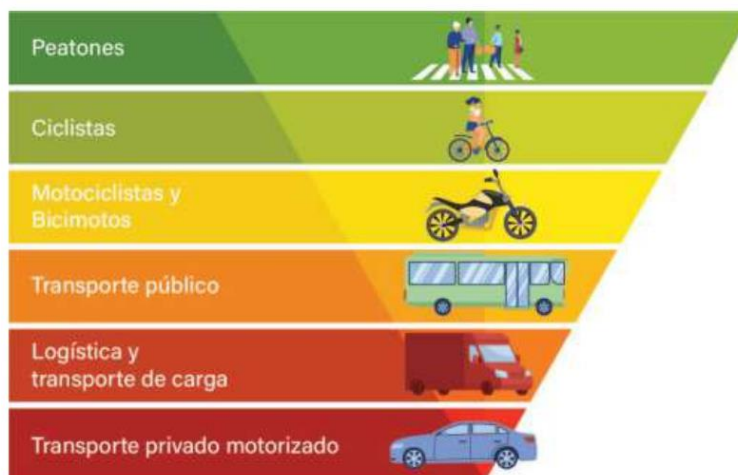 Peatones
Ciclistas
Motociclistas y
Bicimotos
Transporte público
Logística y
transporte de carga
Transporte privado motorizado